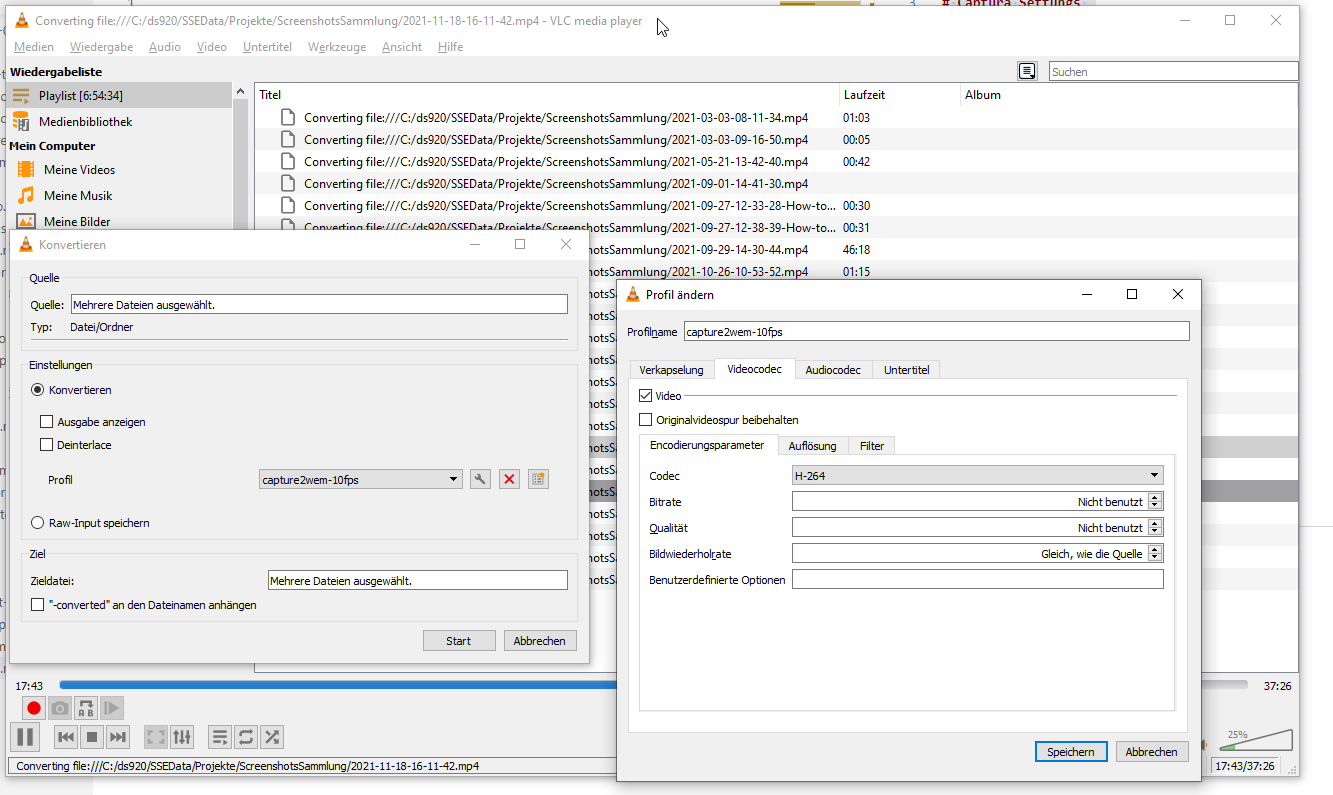 1
3 # Captura Settungs
Converting file:///C:/ds920/SSEData/Projekte/ScreenshotsSammlung/2021-11-18-16-11-42.mp4 - VLC media player
Medien Wiedergabe Audio Video Untertitel Werkzeuge Ansicht Hilfe
Wiedergabeliste
Suchen
Playlist [6:54:34]
Medienbibliothek
Mein Computer
Meine Videos
Meine Musik
Meine Bilder
Titel Laufzeit Album
Converting file:///C:/ds920/SSEData/Projekte/ScreenshotsSammlung/2021-03-03-08-11-34.mp4 01:03
Converting file:///C:/ds920/SSEData/Projekte/ScreenshotsSammlung/2021-03-03-09-16-50.mp4 00:05
Converting file:///C:/ds920/SSEData/Projekte/ScreenshotsSammlung/2021-05-21-13-42-40.mp4 00:42
Converting file:///C:/ds920/SSEData/Projekte/ScreenshotsSammlung/2021-09-01-14-41-30.mp4
Converting file:///C:/ds920/SSEData/Projekte/ScreenshotsSammlung/2021-09-27-12-33-28-How-to... 00:30
Converting file:///C:/ds920/SSEData/Projekte/ScreenshotsSammlung/2021-09-27-12-38-39-How-to... 00:31
otsSammlung/2021-09-29-14-30-44.mp4 46:18
otsSammlung/2021-10-26-10-53-52.mp4 01:15
Konvertieren
Quelle
Quelle: Mehrere Dateien ausgewählt.
Typ: Datei/Ordner
Einstellungen
Konvertieren
Ausgabe anzeigen
Deinterlace
Profil capture2wem-10fps
Raw-Input speichern
Ziel
Zieldatei: Mehrere Dateien ausgewählt.
"-converted" an den Dateinamen anhängen
Start Abbrechen
Profil ändern
Profilname capture2wem-10fps
Verkapselung Videocodec Audiocodec Untertitel
Video
Originalvideospur beibehalten
Encodierungsparameter Auflösung Filter
Codec H-264
Bitrate Nicht benutzt
Qualität Nicht benutzt
Bildwiederholrate Gleich, wie die Quelle
Benutzerdefinierte Optionen
Speichern Abbrechen
17:43 37:26
A B
25%
Converting file:///C:/ds920/SSEData/Projekte/ScreenshotsSammlung/2021-11-18-16-11-42.mp4
17:43/37:26